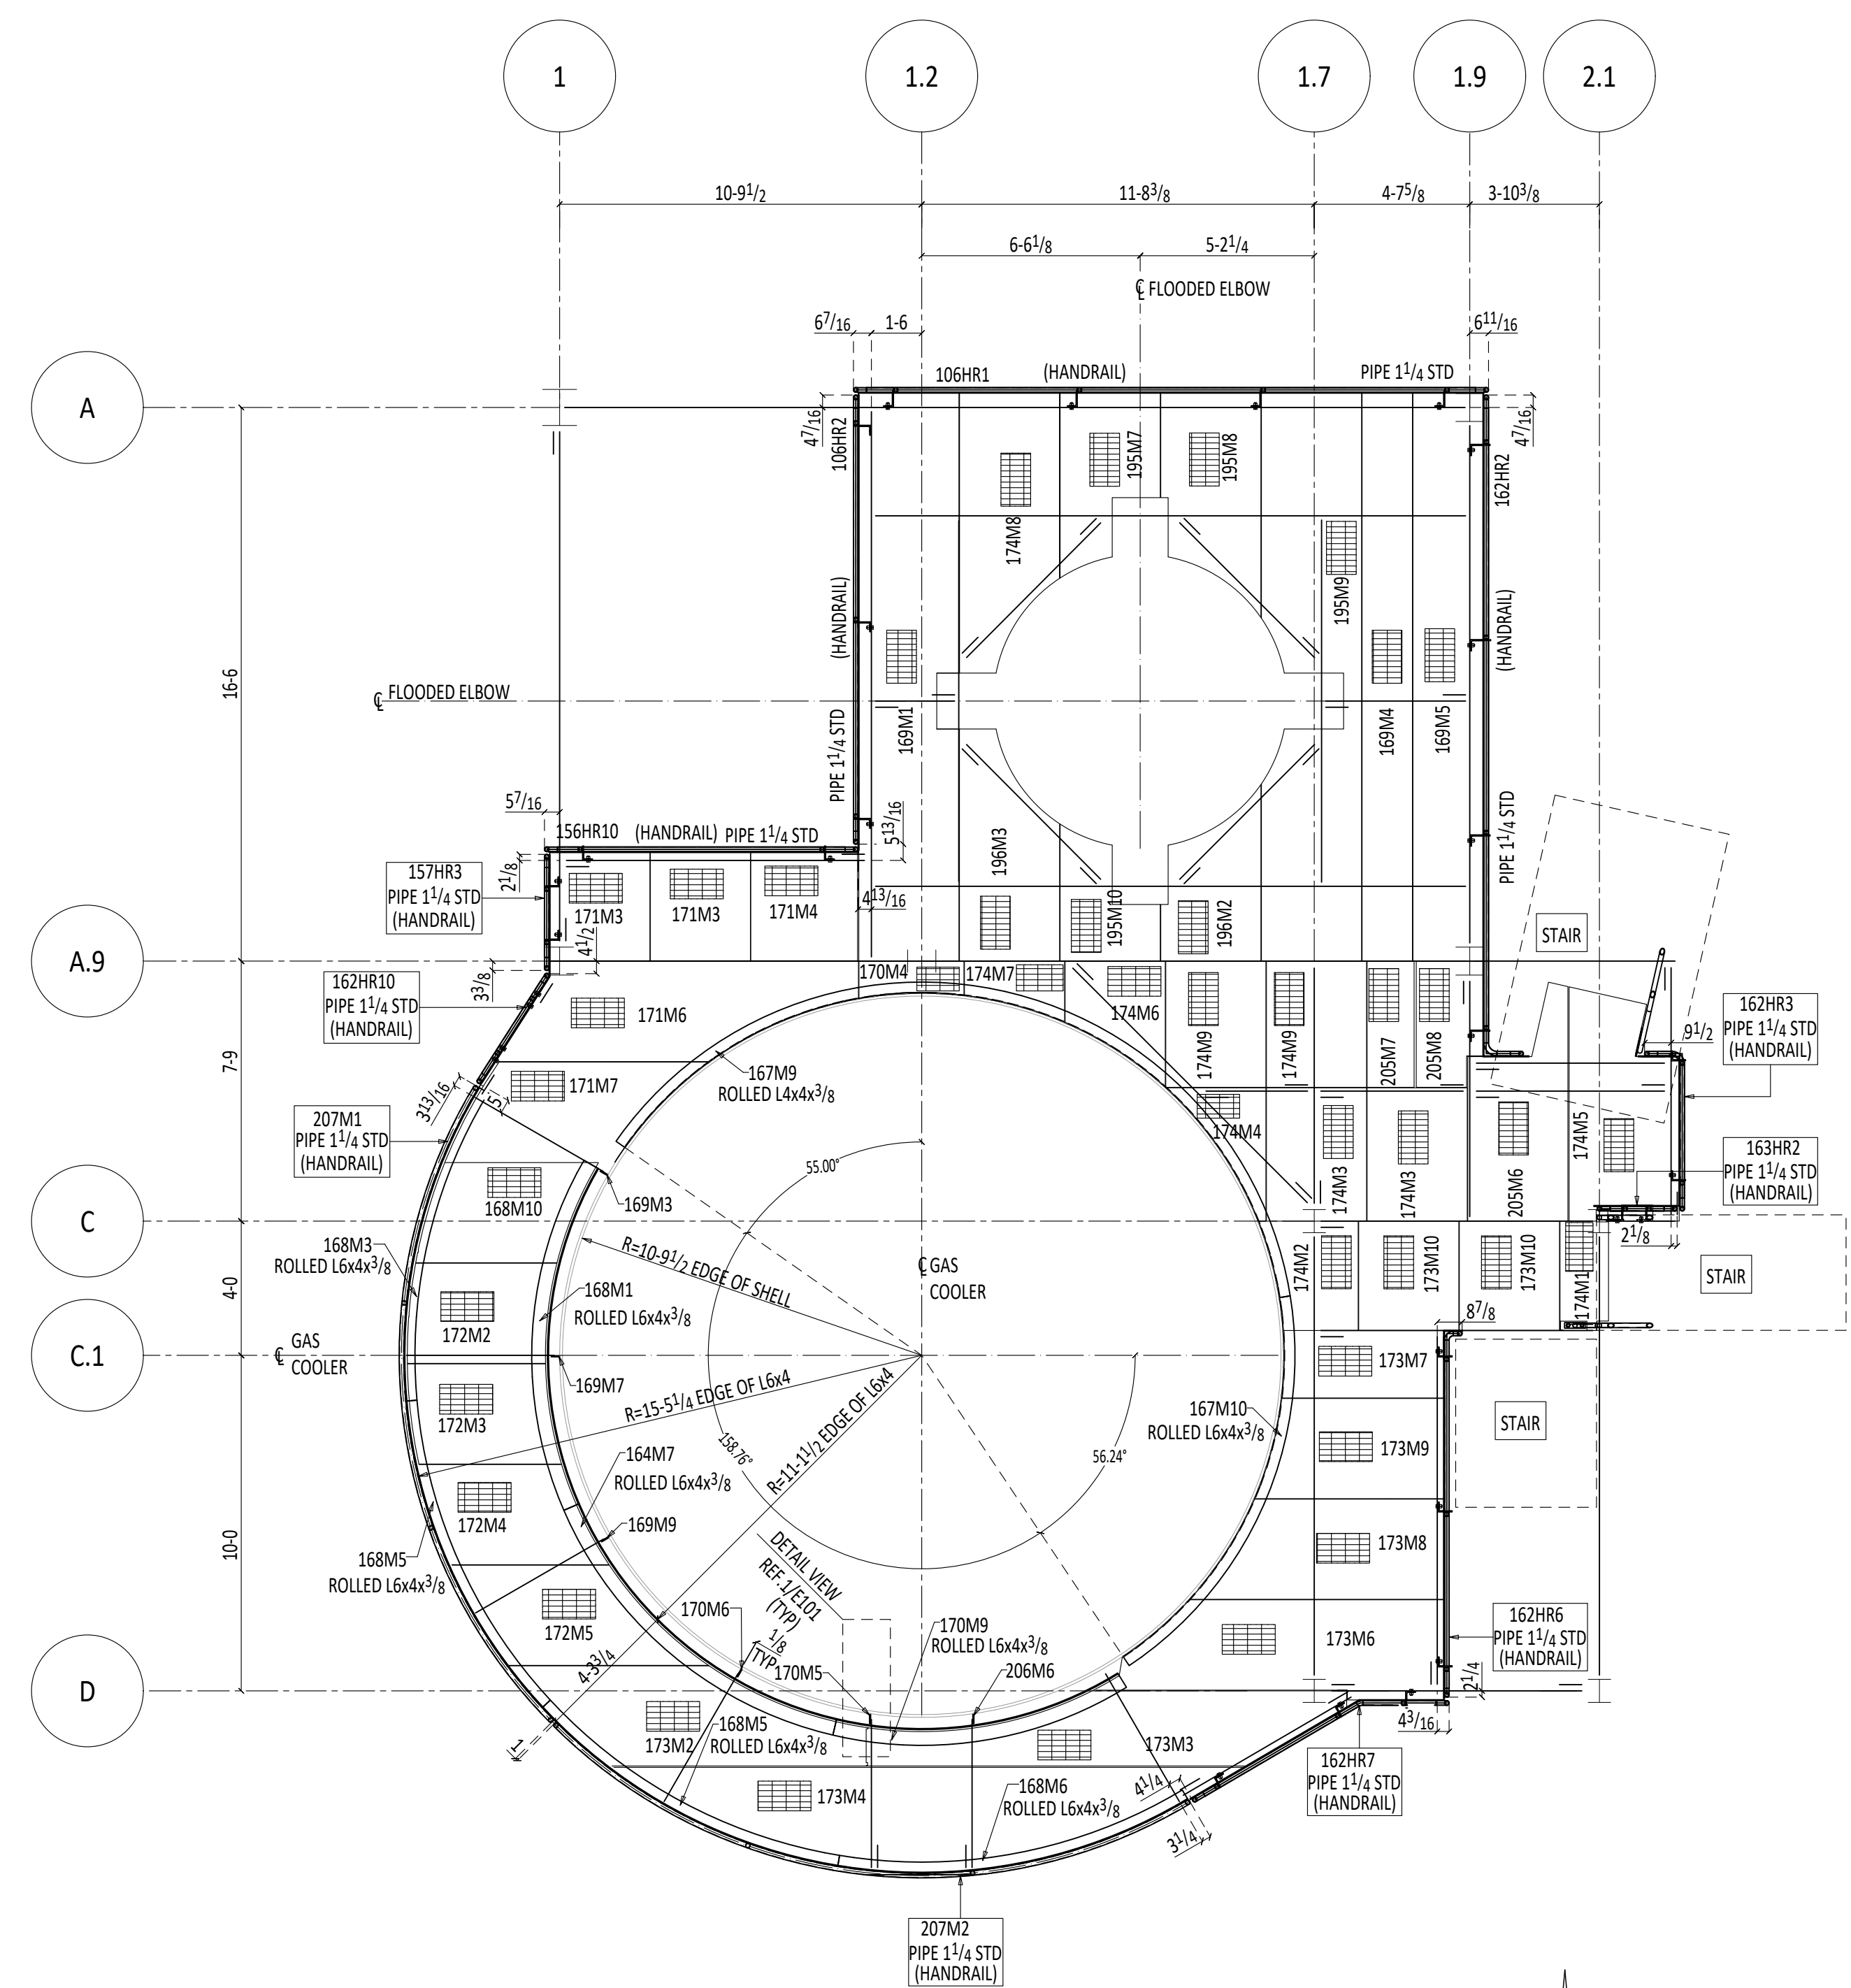 1
1.2
1.7
1.9
2.1
10-9 1/2
11-8 3/8
4-7 5/8
3-10 3/8
6-6 1/8
5-2 1/4
℄ FLOODED ELBOW
6 7/16
1-6
6 11/16
A
106HR1
(HANDRAIL)
PIPE 1 1/4 STD
4 7/16
106HR2
(HANDRAIL)
PIPE 1 1/4 STD
4 7/16
162HR2
(HANDRAIL)
PIPE 1 1/4 STD
174M8
195M7
195M8
195M9
16-6
℄ FLOODED ELBOW
169M1
169M4
169M5
5 7/16
156HR10
(HANDRAIL)
PIPE 1 1/4 STD
5 13/16
157HR3
PIPE 1 1/4 STD
(HANDRAIL)
2 1/8
171M3
171M3
171M4
4 13/16
4 1/2
196M3
195M10
196M2
STAIR
A.9
3 3/8
162HR10
PIPE 1 1/4 STD
(HANDRAIL)
170M4
174M7
174M6
174M9
174M9
205M7
205M8
171M6
9 1/2
162HR3
PIPE 1 1/4 STD
(HANDRAIL)
7-9
171M7
3 13/16
5
167M9
ROLLED L4x4x3/8
207M1
PIPE 1 1/4 STD
(HANDRAIL)
174M4
174M3
174M3
205M6
174M5
163HR2
PIPE 1 1/4 STD
(HANDRAIL)
55.00°
168M10
169M3
C
2 1/8
168M3
ROLLED L6x4x3/8
R=10-9 1/2 EDGE OF SHELL
℄ GAS
COOLER
174M2
173M10
173M10
174M1
STAIR
4-0
168M1
ROLLED L6x4x3/8
172M2
8 7/8
C.1
℄ GAS
COOLER
169M7
173M7
R=15-5 1/4 EDGE OF L6x4
172M3
167M10
ROLLED L6x4x3/8
STAIR
158.76°
R=11-1 1/2 EDGE OF L6x4
56.24°
173M9
164M7
ROLLED L6x4x3/8
172M4
169M9
10-0
173M8
168M5
ROLLED L6x4x3/8
DETAIL VIEW
REF.1/E101
(TYP)
172M5
170M6
1/8
TYP
170M9
ROLLED L6x4x3/8
173M6
162HR6
PIPE 1 1/4 STD
(HANDRAIL)
4-3 3/4
170M5
206M6
D
2 1/4
4 3/16
173M2
168M5
ROLLED L6x4x3/8
173M3
1
162HR7
PIPE 1 1/4 STD
(HANDRAIL)
173M4
168M6
ROLLED L6x4x3/8
4 1/4
3 1/4
207M2
PIPE 1 1/4 STD
(HANDRAIL)